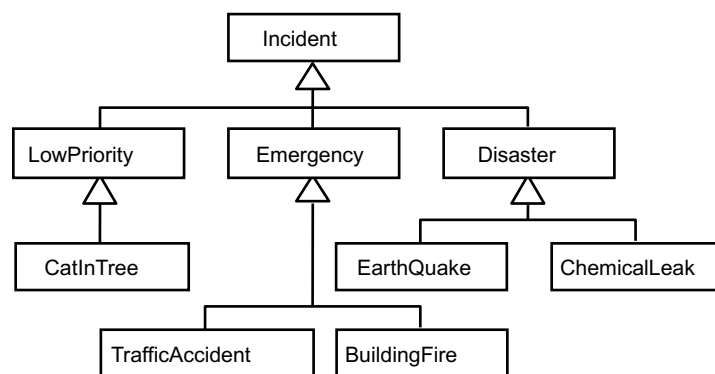 Incident
LowPriority
Emergency
Disaster
CatInTree
EarthQuake
ChemicalLeak
TrafficAccident
BuildingFire